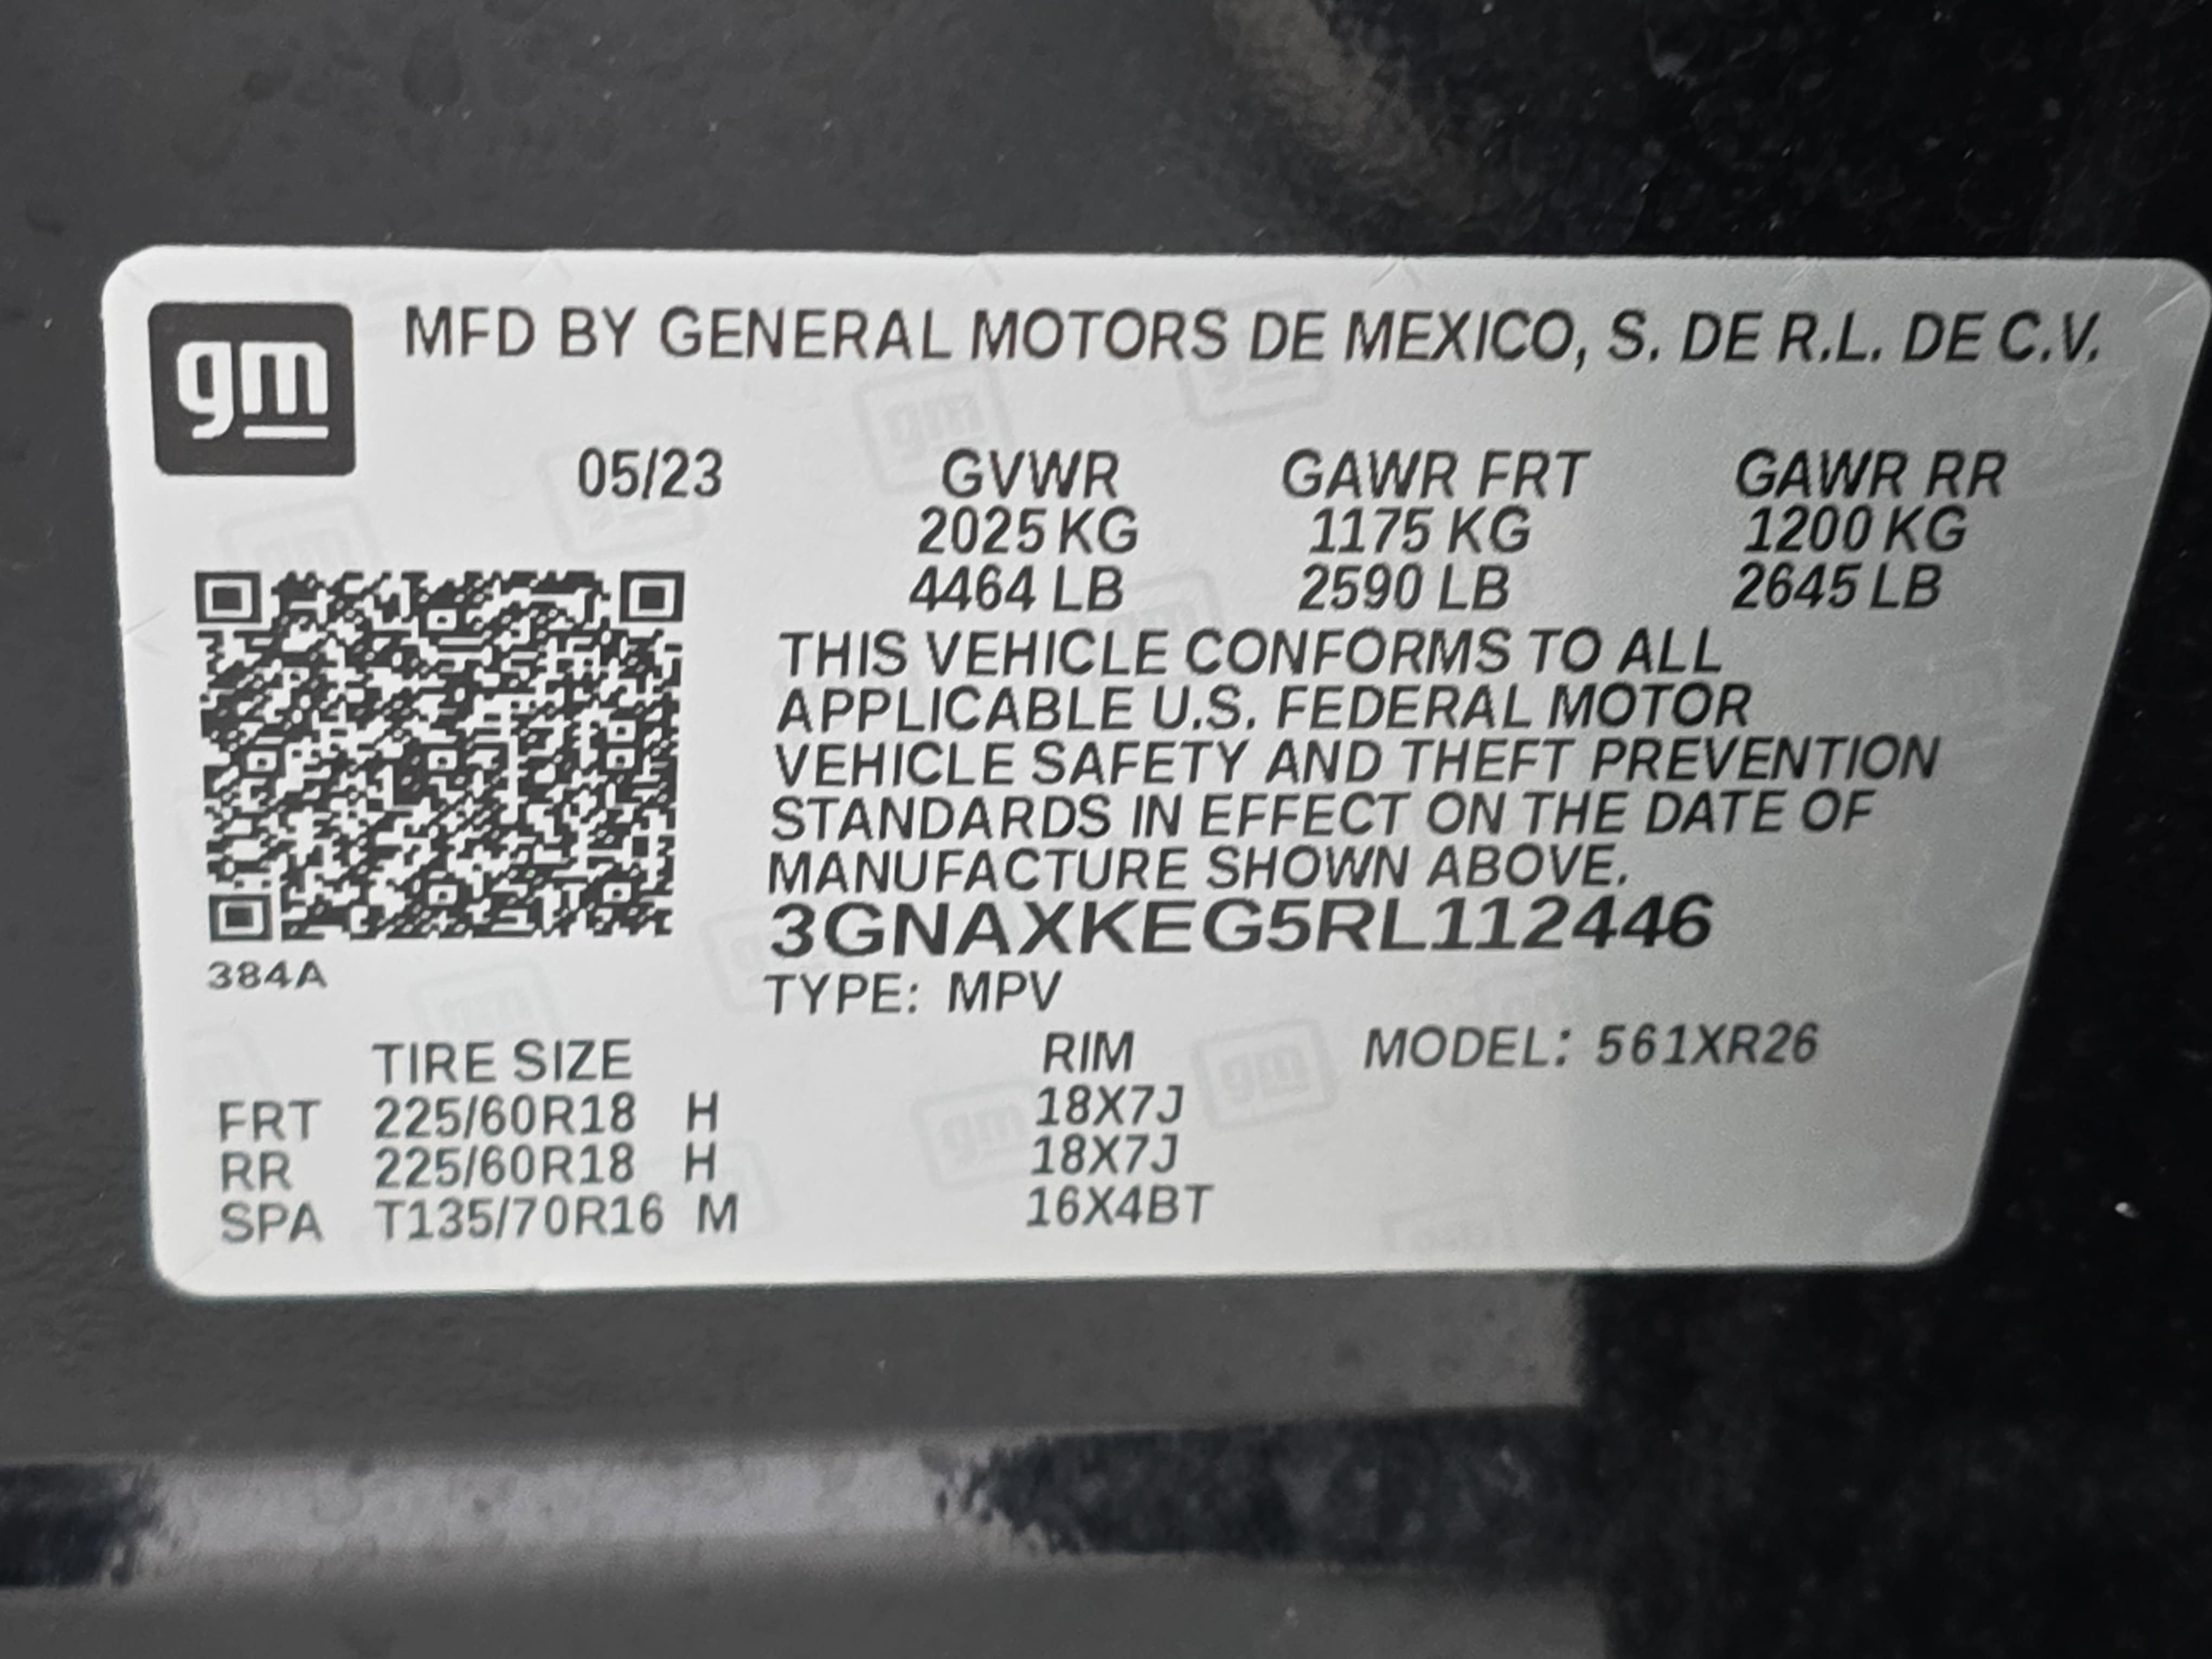 gm MFD BY GENERAL MOTORS DE MEXICO, S. DE R.L. DE C.V.
05/23 GVWR GAWR FRT GAWR RR
2025 KG 1175 KG 1200 KG
4464 LB 2590 LB 2645 LB
THIS VEHICLE CONFORMS TO ALL
APPLICABLE U.S. FEDERAL MOTOR
VEHICLE SAFETY AND THEFT PREVENTION
STANDARDS IN EFFECT ON THE DATE OF
MANUFACTURE SHOWN ABOVE.
3GNAXKEG5RL112446
384A
TYPE: MPV
TIRE SIZE RIM MODEL: 561XR26
FRT 225/60R18 H 18X7J
RR 225/60R18 H 18X7J
SPA T135/70R16 M 16X4BT